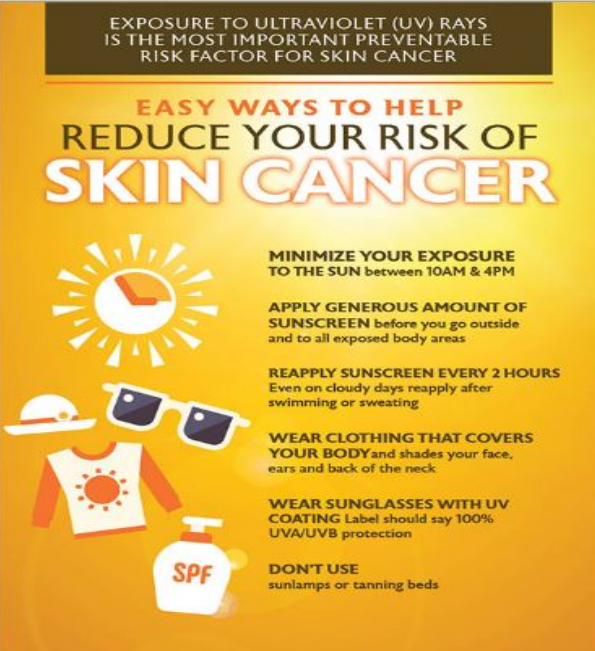 EXPOSURE TO ULTRAVIOLET (UV) RAYS
IS THE MOST IMPORTANT PREVENTABLE
RISK FACTOR FOR SKIN CANCER
EASY WAYS TO HELP
REDUCE YOUR RISK OF
SKIN CANCER
MINIMIZE YOUR EXPOSURE
TO THE SUN between 10AM & 4PM
APPLY GENEROUS AMOUNT OF
SUNSCREEN before you go outside
and to all exposed body areas
REAPPLY SUNSCREEN EVERY 2 HOURS
Even on cloudy days reapply after
swimming or sweating
WEAR CLOTHING THAT COVERS
YOUR BODY and shades your face,
ears and back of the neck
WEAR SUNGLASSES WITH UV
COATING Label should say 100%
UVA/UVB protection
DON'T USE
sunlamps or tanning beds
SPF